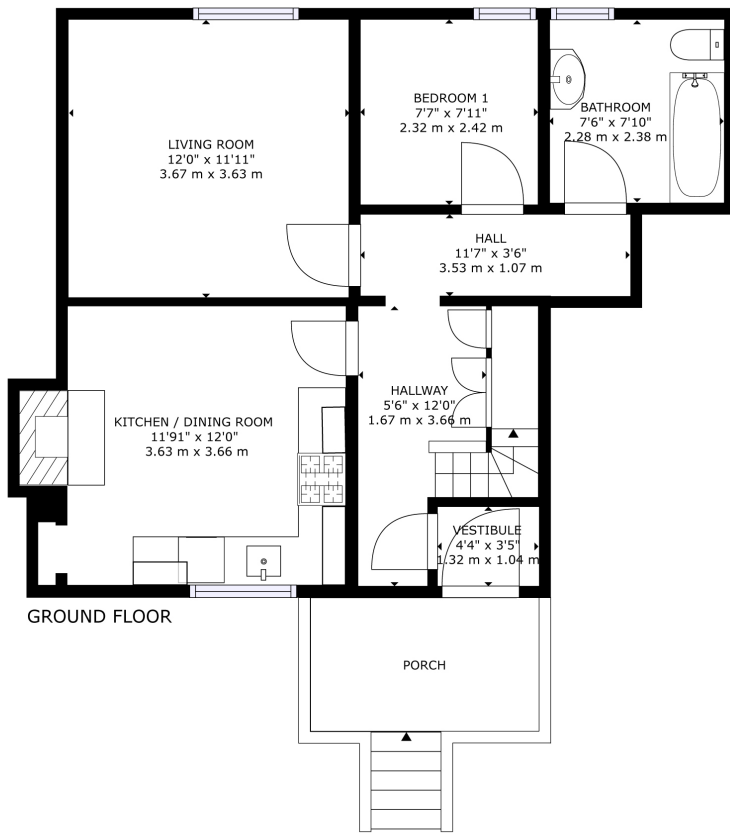 LIVING ROOM
12'0" x 11'11"
3.67 m x 3.63 m
BEDROOM 1
7'7" x 7'11"
2.32 m x 2.42 m
BATHROOM
7'6" x 7'10"
2.28 m x 2.38 m
HALL
11'7" x 3'6"
3.53 m x 1.07 m
KITCHEN / DINING ROOM
11'91" x 12'0"
3.63 m x 3.66 m
HALLWAY
5'6" x 12'0"
1.67 m x 3.66 m
VESTIBULE
4'4" x 3'5"
1.32 m x 1.04 m
GROUND FLOOR
PORCH